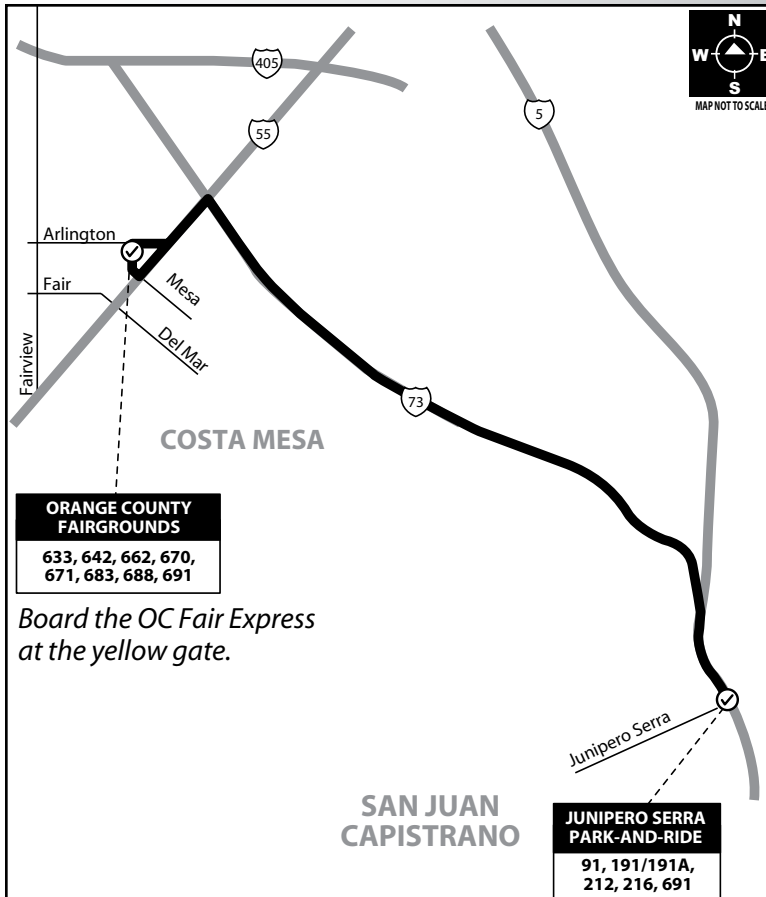 N
W E
S
MAP NOT TO SCALE
405
55
5
Arlington
Mesa
Fair
Del Mar
Fairview
73
COSTA MESA
ORANGE COUNTY
FAIRGROUNDS
633, 642, 662, 670,
671, 683, 688, 691
Board the OC Fair Express
at the yellow gate.
Junipero Serra
SAN JUAN
CAPISTRANO
JUNIPERO SERRA
PARK-AND-RIDE
91, 191/191A,
212, 216, 691